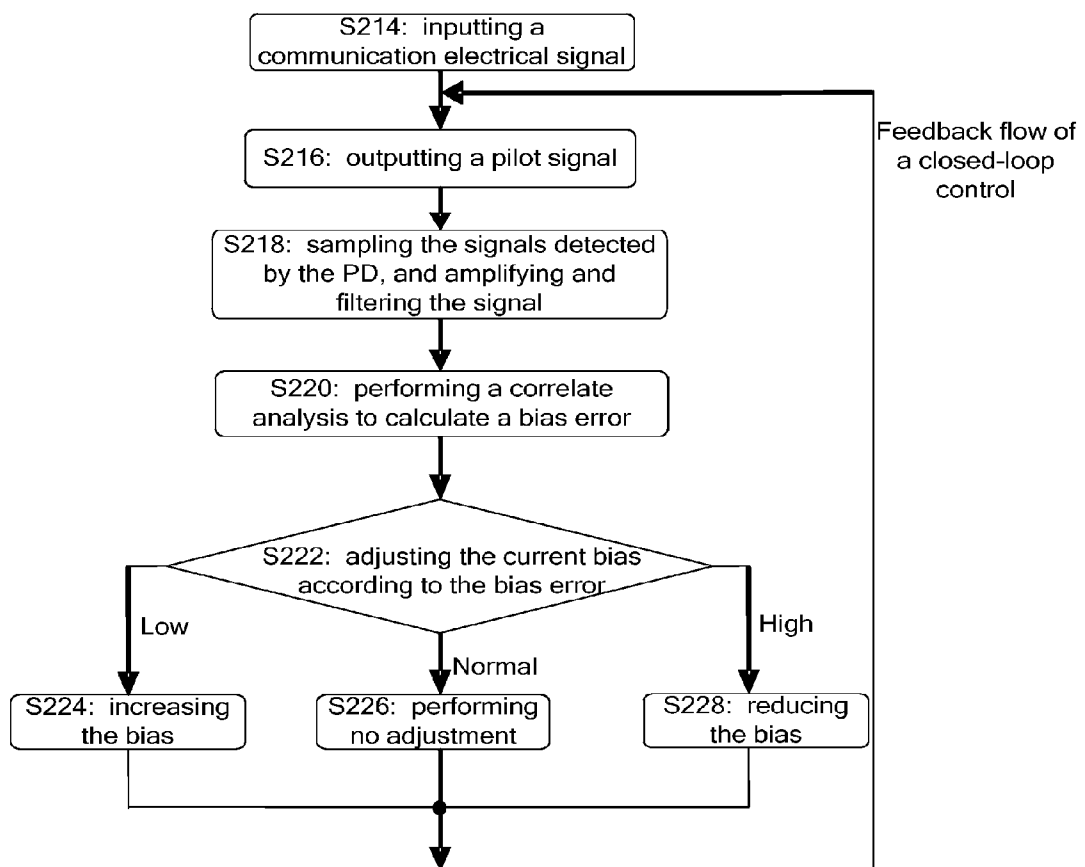 S214: inputting a
communication electrical signal
Feedback flow of
a closed-loop
control
S216: outputting a pilot signal
S218: sampling the signals detected
by the PD, and amplifying and
filtering the signal
S220: performing a correlate
analysis to calculate a bias error
S222: adjusting the current bias
according to the bias error
Low
Normal
High
S224: increasing
the bias
S226: performing
no adjustment
S228: reducing
the bias